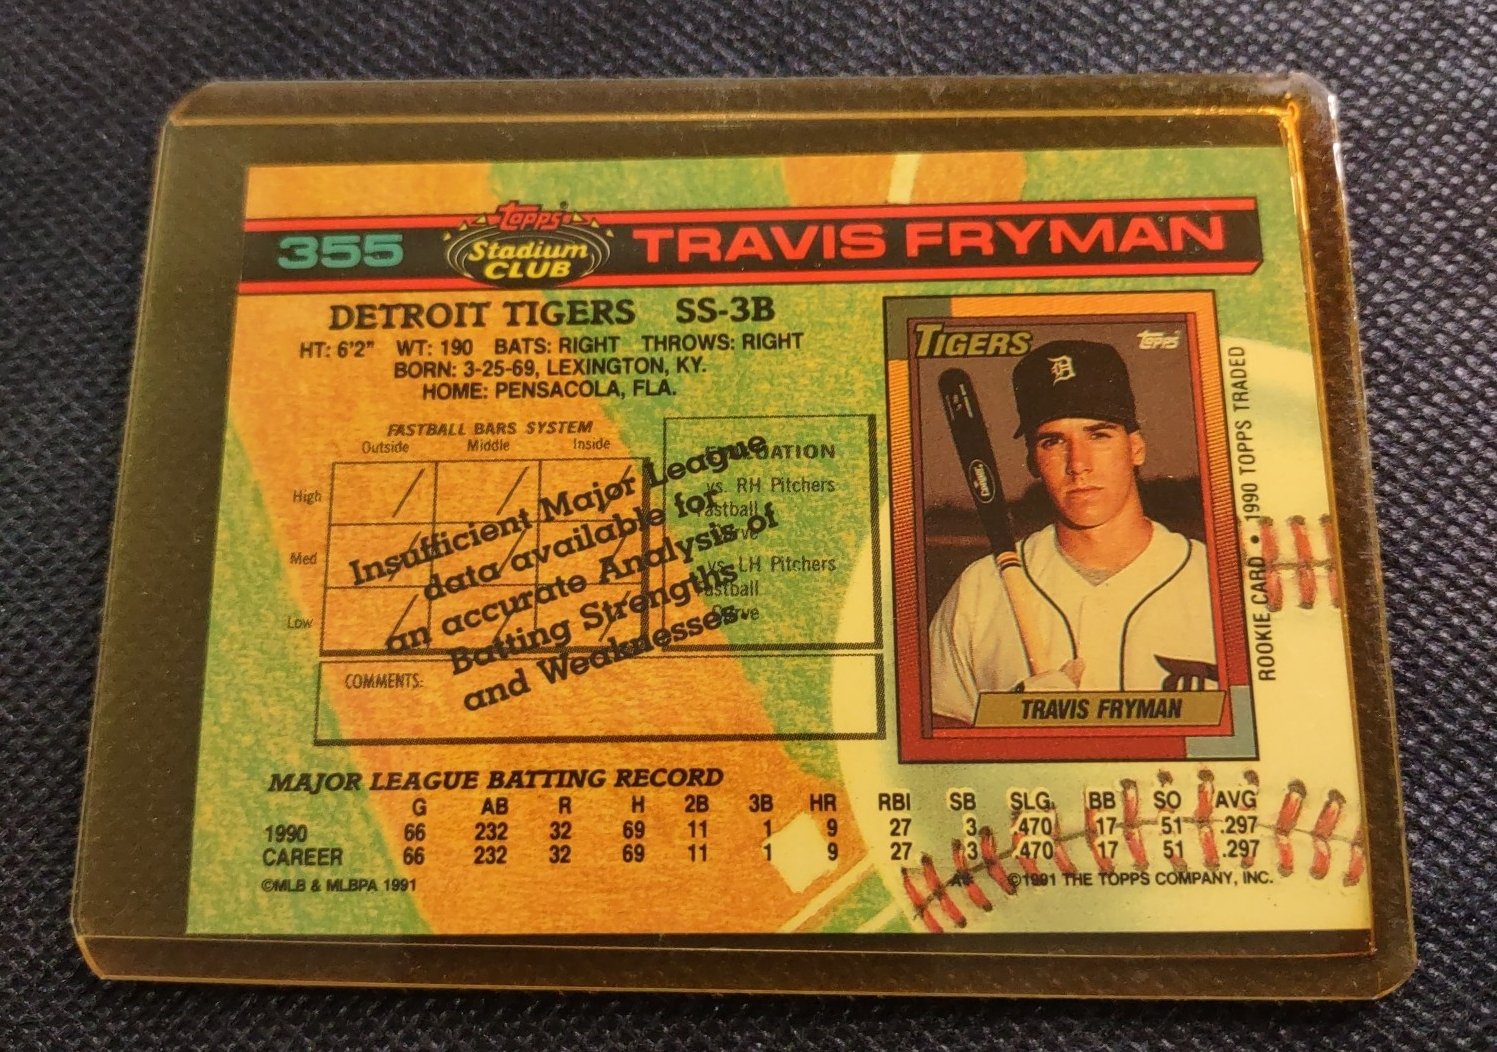 355
Topps
Stadium
CLUB
TRAVIS FRYMAN
DETROIT TIGERS SS-3B
HT: 6'2" WT: 190 BATS: RIGHT THROWS: RIGHT
BORN: 3-25-69, LEXINGTON, KY.
HOME: PENSACOLA, FLA.
FASTBALL BARS SYSTEM
Outside Middle Inside
High
Med
Low
vs. RH Pitchers
vs. LH Pitchers
Insufficient Major League
data available for
an accurate Analysis of
Batting Strengths
and Weaknesses.
COMMENTS:
TIGERS
Topps
D
TRAVIS FRYMAN
ROOKIE CARD • 1990 TOPPS TRADED
MAJOR LEAGUE BATTING RECORD
G AB R H 2B 3B HR RBI SB SLG. BB SO AVG
1990 66 232 32 69 11 1 9 27 3 .470 17 51 .297
CAREER 66 232 32 69 11 1 9 27 3 .470 17 51 .297
©MLB & MLBPA 1991
©1991 THE TOPPS COMPANY, INC.